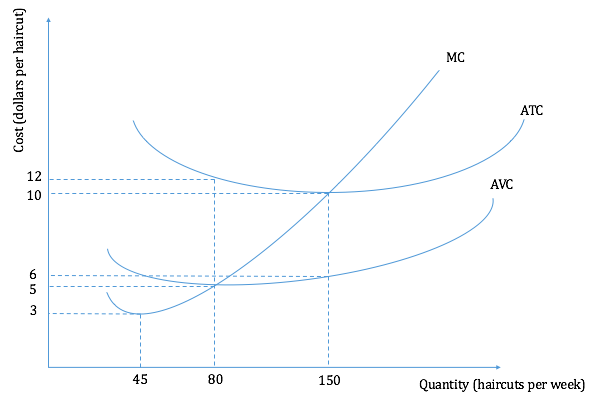 Cost (dollars per haircut)
MC
ATC
AVC
12
10
6
5
3
45
80
150
Quantity (haircuts per week)